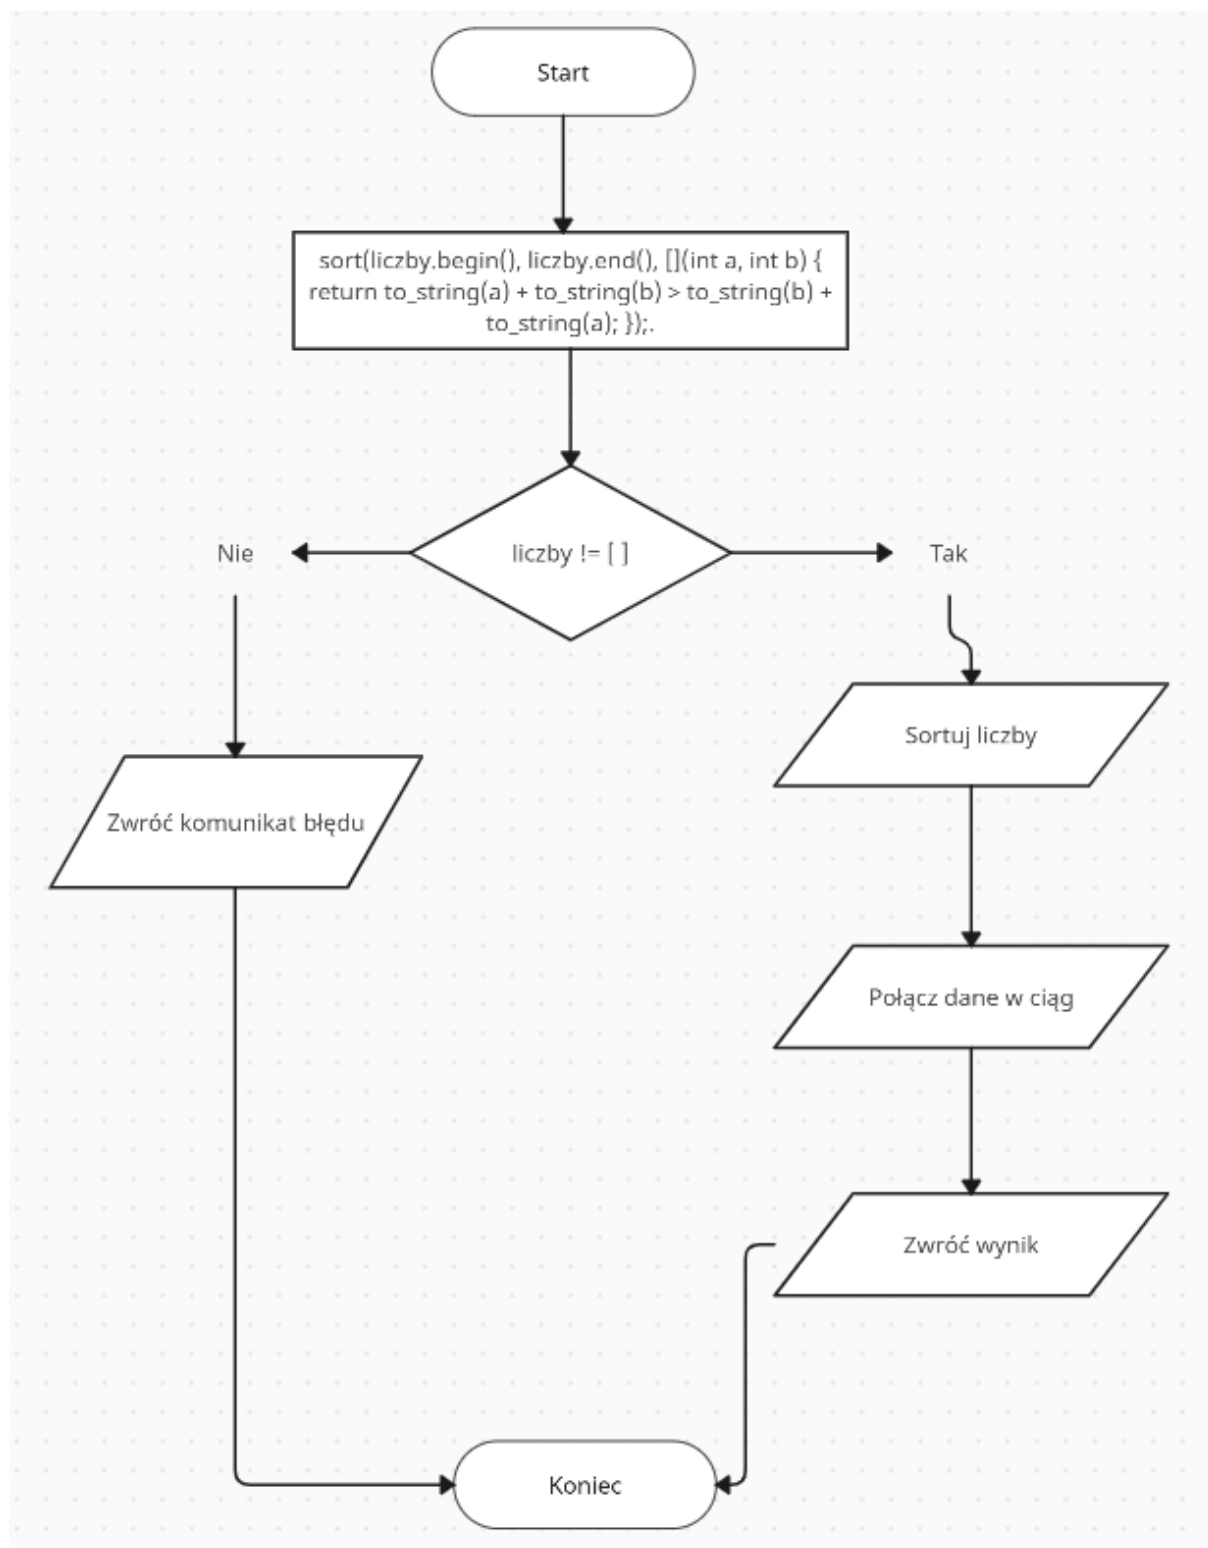 Start
sort(liczby.begin(), liczby.end(), [](int a, int b) {
return to_string(a) + to_string(b) > to_string(b) +
to_string(a); });.
Nie
liczby != [ ]
Tak
Sortuj liczby
Zwróć komunikat błędu
Połącz dane w ciąg
Zwróć wynik
Koniec